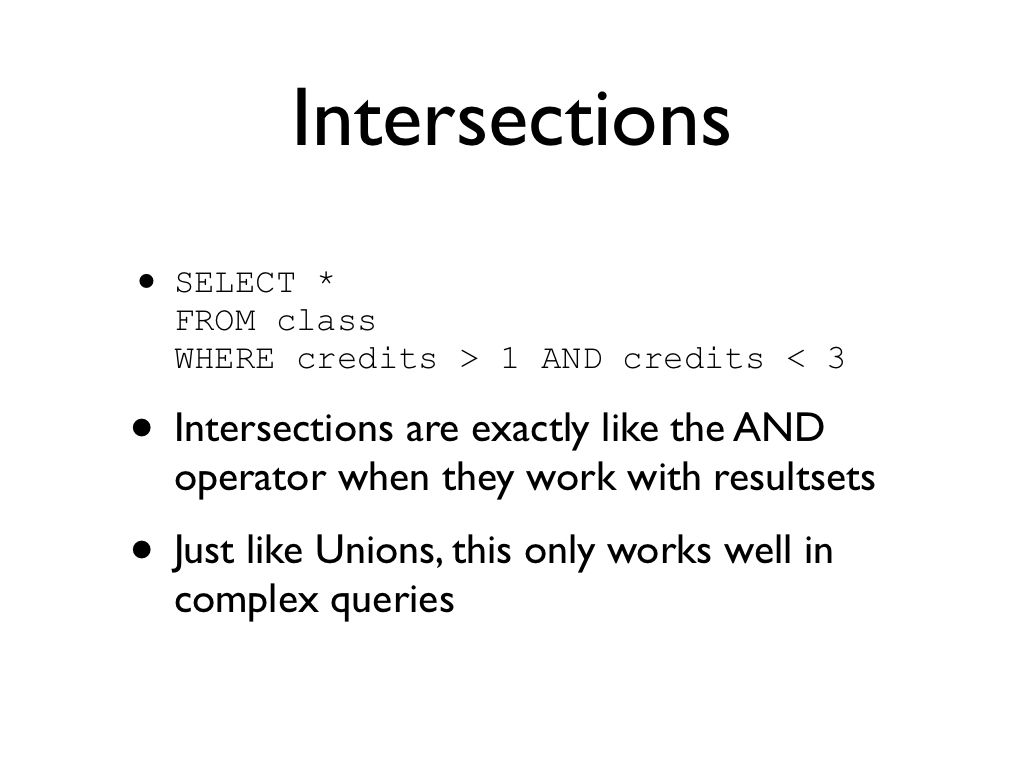 Intersections
• SELECT *
FROM class
WHERE credits > 1 AND credits < 3
• Intersections are exactly like the AND
operator when they work with resultsets
• Just like Unions, this only works well in
complex queries